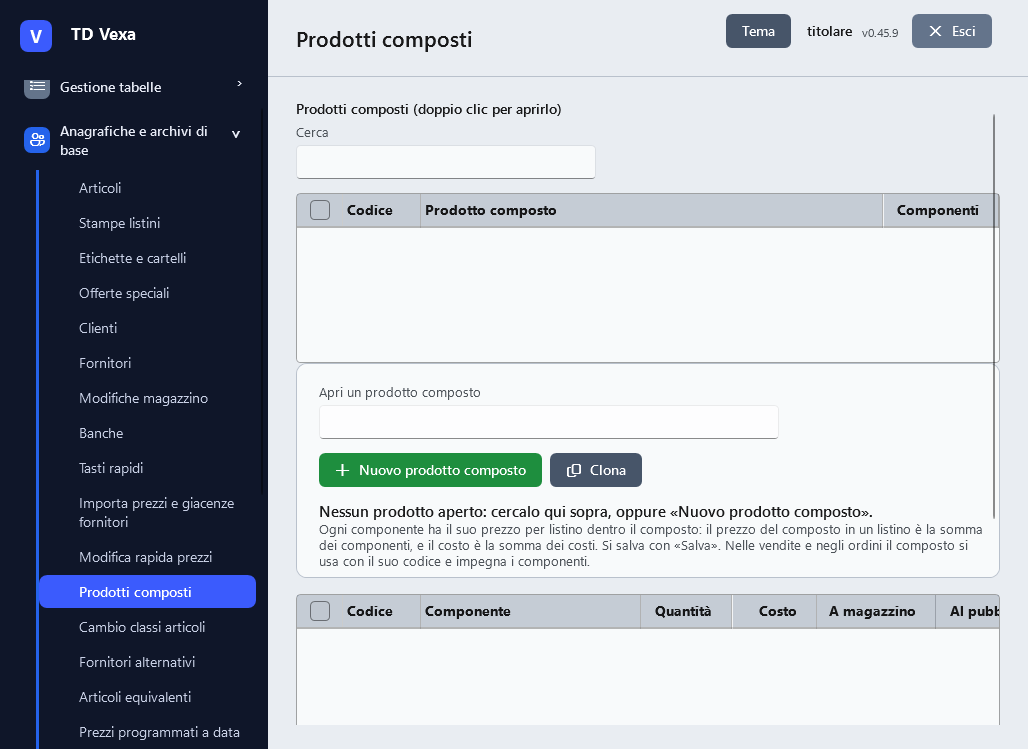 V
TD Vexa
Gestione tabelle
Anagrafiche e archivi di
base
Articoli
Stampe listini
Etichette e cartelli
Offerte speciali
Clienti
Fornitori
Modifiche magazzino
Banche
Tasti rapidi
Importa prezzi e giacenze
fornitori
Modifica rapida prezzi
Prodotti composti
Cambio classi articoli
Fornitori alternativi
Articoli equivalenti
Prezzi programmati a data
Prodotti composti
Tema
titolare v0.45.9
Esci
Prodotti composti (doppio clic per aprirlo)
Cerca
Codice Prodotto composto Componenti
Apri un prodotto composto
Nuovo prodotto composto
Clona
Nessun prodotto aperto: cercalo qui sopra, oppure «Nuovo prodotto composto».
Ogni componente ha il suo prezzo per listino dentro il composto: il prezzo del composto in un listino è la somma
dei componenti, e il costo è la somma dei costi. Si salva con «Salva». Nelle vendite e negli ordini il composto si
usa con il suo codice e impegna i componenti.
Codice Componente Quantità Costo A magazzino Al pubb